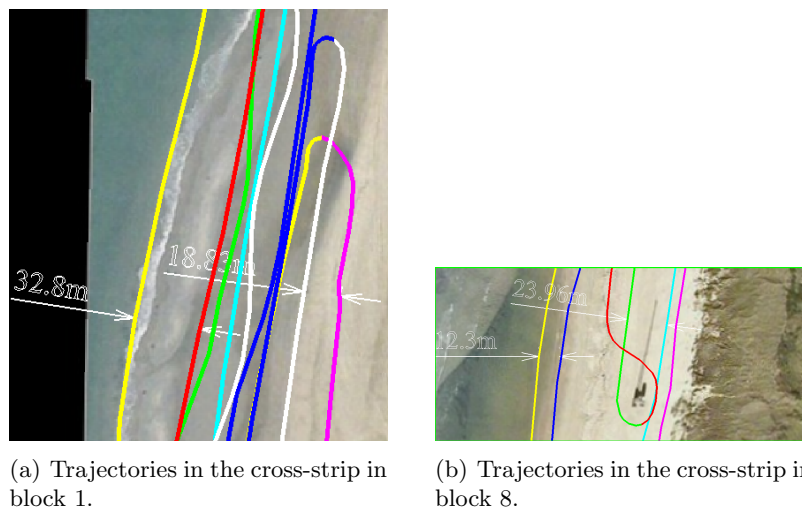 18.83m
32.8m
23.96m
12.3m
(a) Trajectories in the cross-strip in
block 1.
(b) Trajectories in the cross-strip in
block 8.